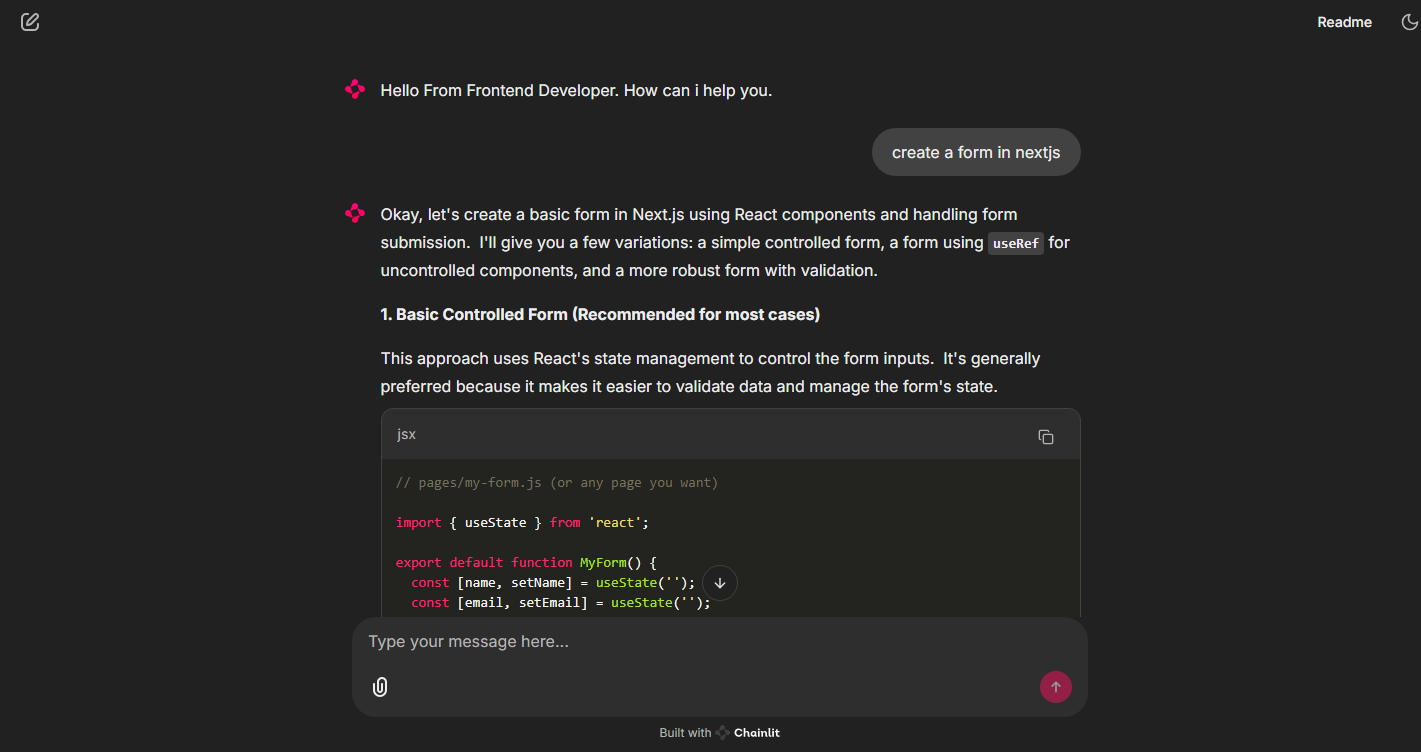 Readme
Hello From Frontend Developer. How can i help you.
create a form in nextjs
Okay, let's create a basic form in Next.js using React components and handling form
submission.  I'll give you a few variations: a simple controlled form, a form using useRef for
uncontrolled components, and a more robust form with validation.
1. Basic Controlled Form (Recommended for most cases)
This approach uses React's state management to control the form inputs.  It's generally
preferred because it makes it easier to validate data and manage the form's state.
jsx
// pages/my-form.js (or any page you want)
import { useState } from 'react';
export default function MyForm() {
  const [name, setName] = useState('');
  const [email, setEmail] = useState('');
Type your message here...
Built with Chainlit